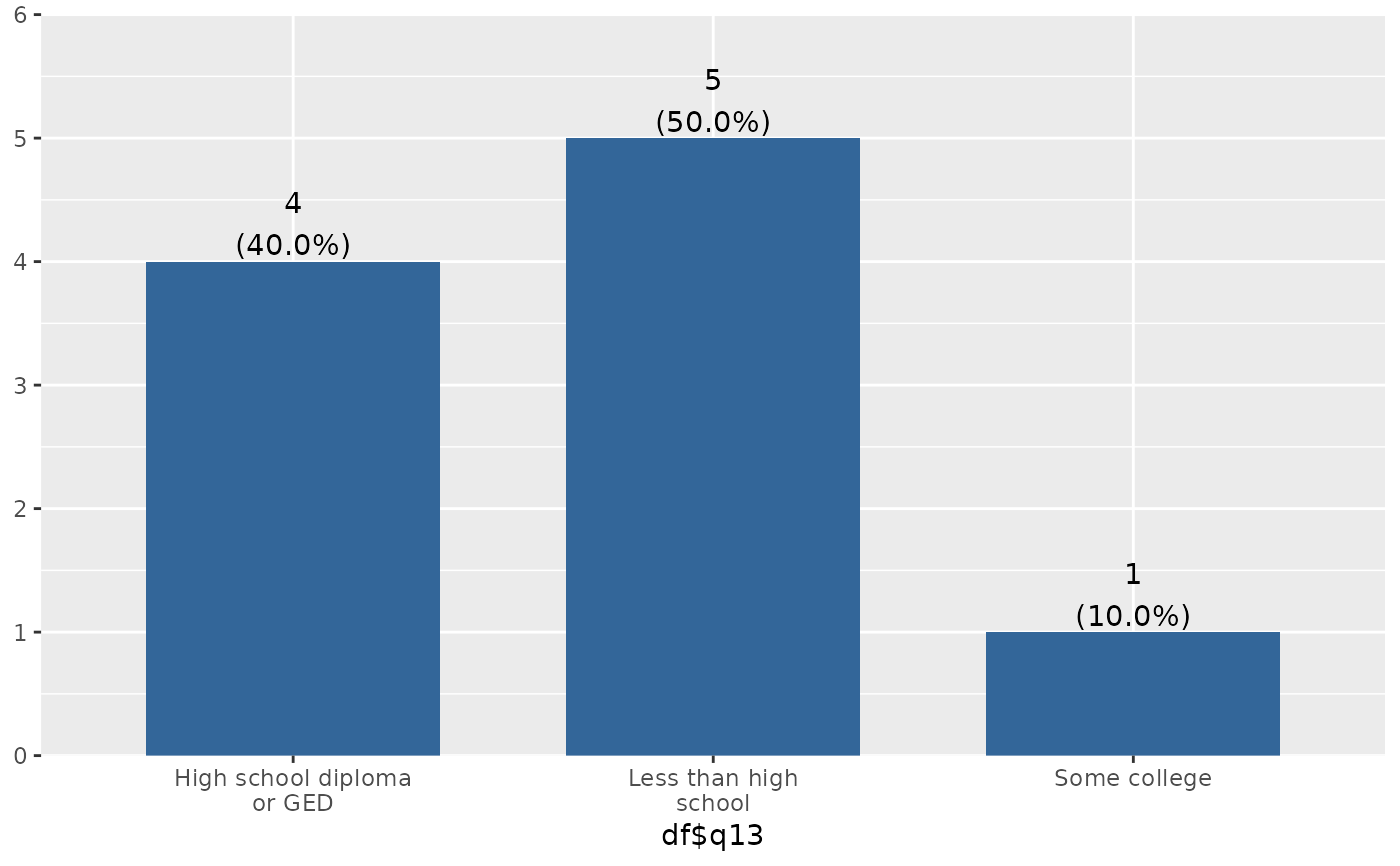 6
5
(50.0%)
5
4
(40.0%)
4
3
2
1
(10.0%)
1
0
High school diploma
or GED
Less than high
school
Some college
df$q13